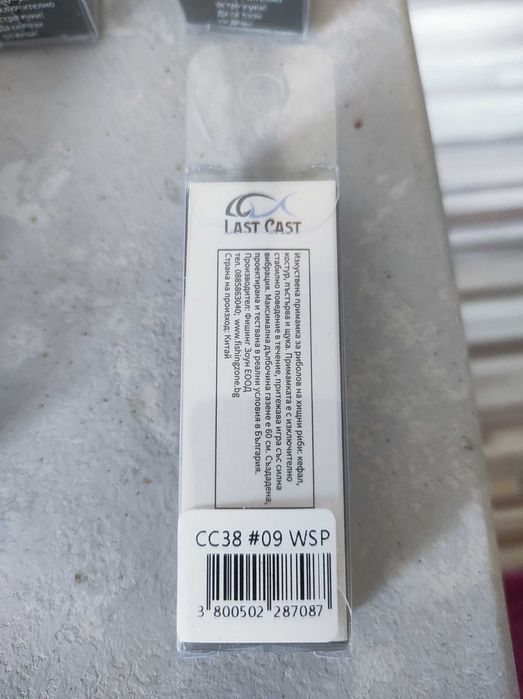 LAST CAST
Изкуствена примамка за риболов на хищни риби: кефал,
костур, пъстърва и щука. Примамката е с изключително
стабилно поведение в течение, притежава игра със силна
вибрация. Максимална дълбочина газене е 60 см. Създадена,
проектирана и тествана в реални условия в България.
Производител: Фишинг Зоун ЕООД
тел. 0885863040; www.fishingzone.bg
Страна на произход: Китай
CC38 #09 WSP
3 800502 287087